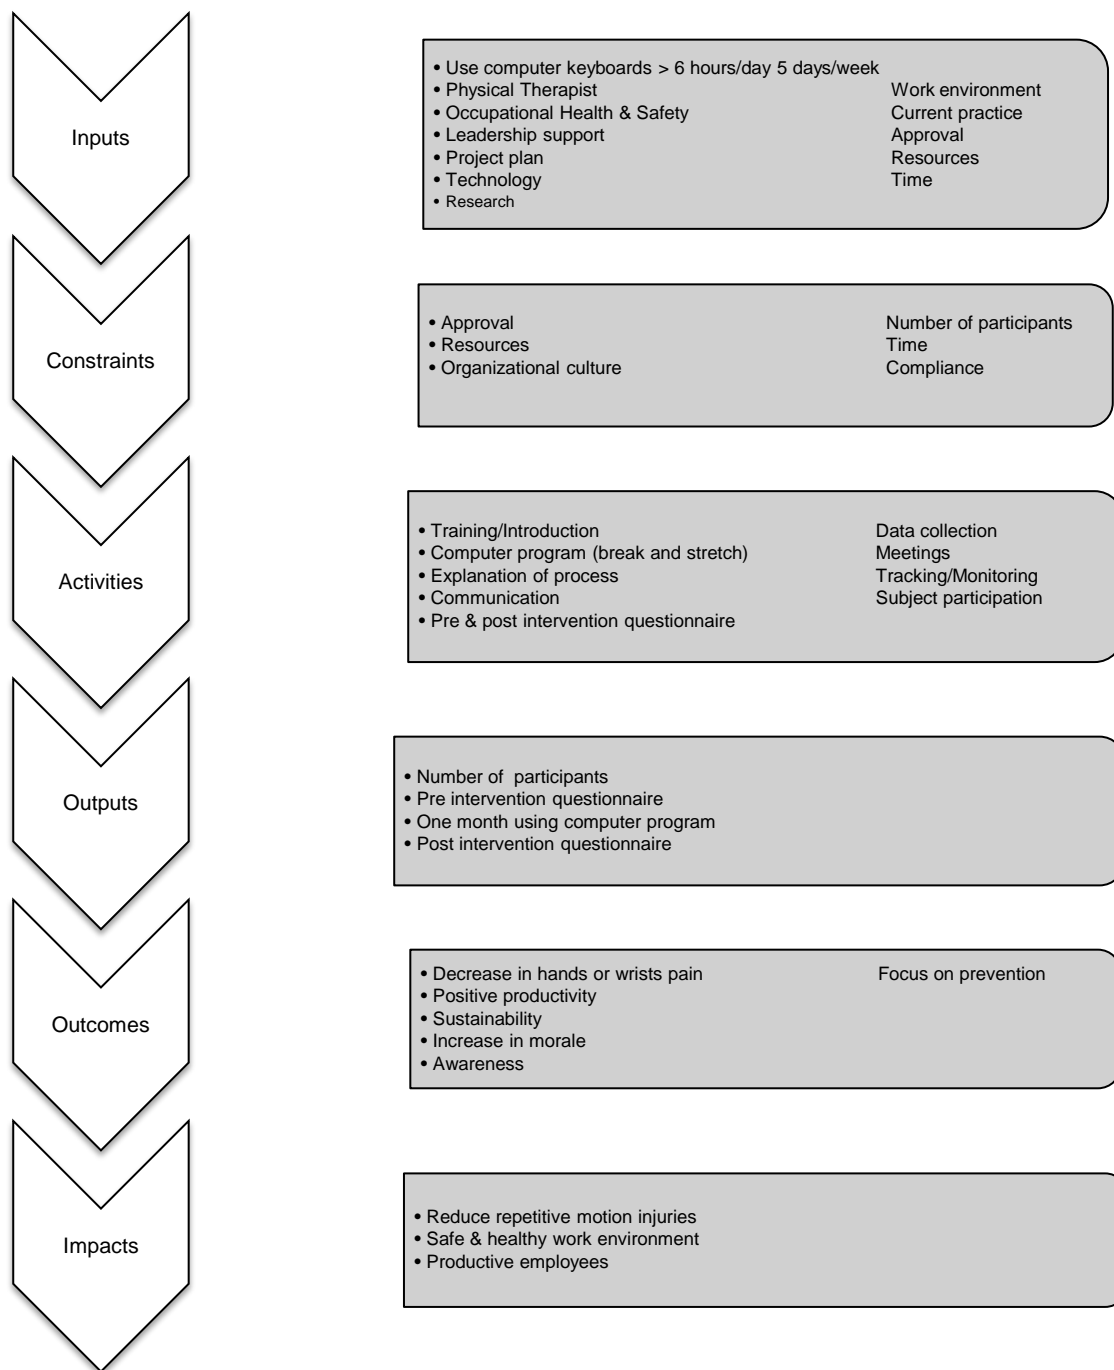 Inputs
• Use computer keyboards > 6 hours/day 5 days/week
• Physical Therapist Work environment
• Occupational Health & Safety Current practice
• Leadership support Approval
• Project plan Resources
• Technology Time
• Research
Constraints
• Approval Number of participants
• Resources Time
• Organizational culture Compliance
Activities
• Training/Introduction Data collection
• Computer program (break and stretch) Meetings
• Explanation of process Tracking/Monitoring
• Communication Subject participation
• Pre & post intervention questionnaire
Outputs
• Number of participants
• Pre intervention questionnaire
• One month using computer program
• Post intervention questionnaire
Outcomes
• Decrease in hands or wrists pain Focus on prevention
• Positive productivity
• Sustainability
• Increase in morale
• Awareness
Impacts
• Reduce repetitive motion injuries
• Safe & healthy work environment
• Productive employees